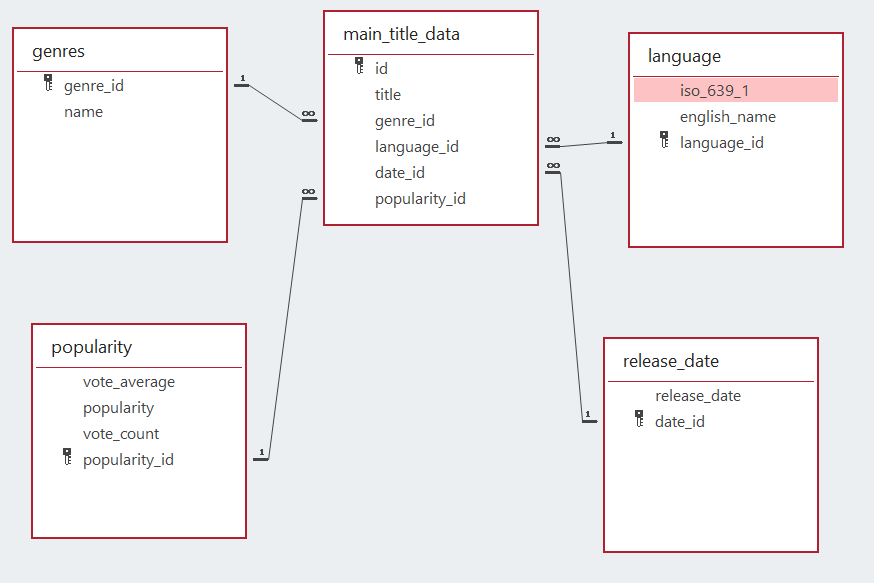 genres
genre_id
name
1
∞
main_title_data
id
title
genre_id
language_id
date_id
popularity_id
∞
1
language
iso_639_1
english_name
language_id
∞
∞
popularity
vote_average
popularity
vote_count
popularity_id
1
release_date
release_date
date_id
1